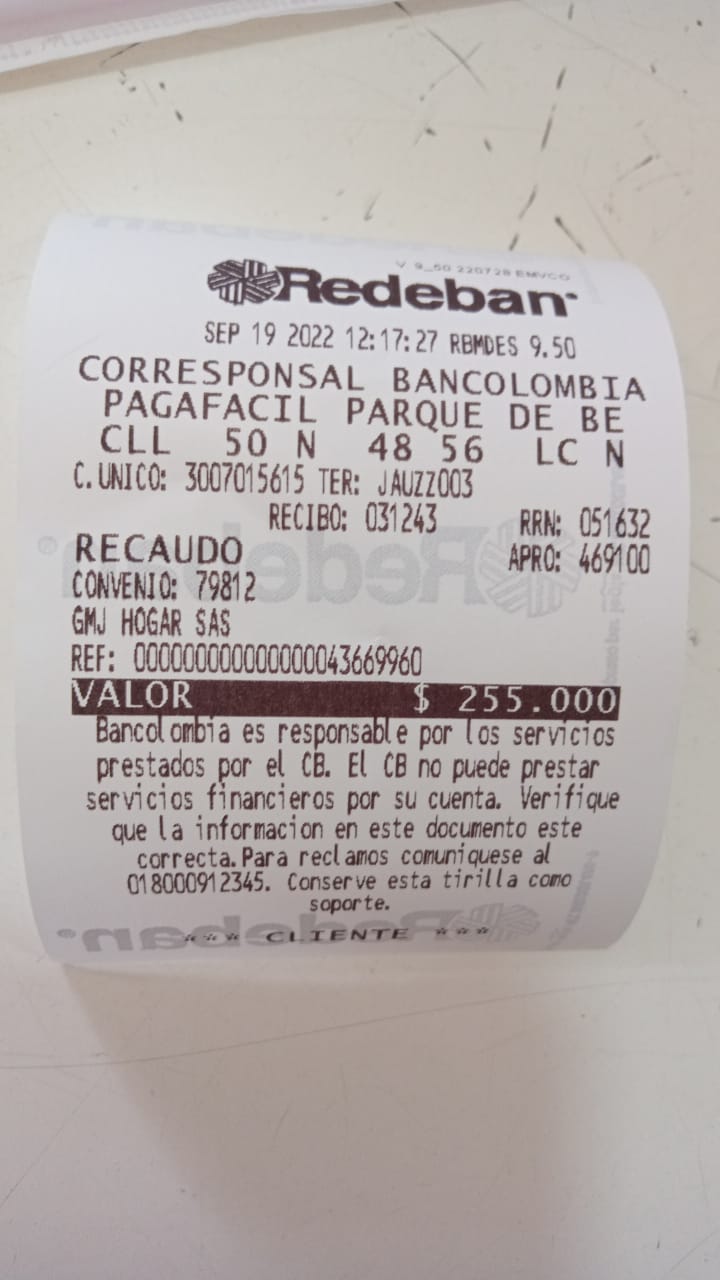 V 9_50 220728 EMVCO
Redeban
SEP 19 2022 12:17:27 RBMDES 9.50
CORRESPONSAL BANCOLOMBIA
PAGAFACIL PARQUE DE BE
CLL 50 N 48 56 LC N
C.UNICO: 3007015615 TER: JAUZZ003
RECIBO: 031243 RRN: 051632
RECAUDO APRO: 469100
CONVENIO: 79812
GMJ HOGAR SAS
REF: 000000000000000043669960
VALOR $ 255.000
Bancolombia es responsable por los servicios
prestados por el CB. El CB no puede prestar
servicios financieros por su cuenta. Verifique
que la informacion en este documento este
correcta. Para reclamos comuniquese al
018000912345. Conserve esta tirilla como
soporte.
*** CLIENTE ***